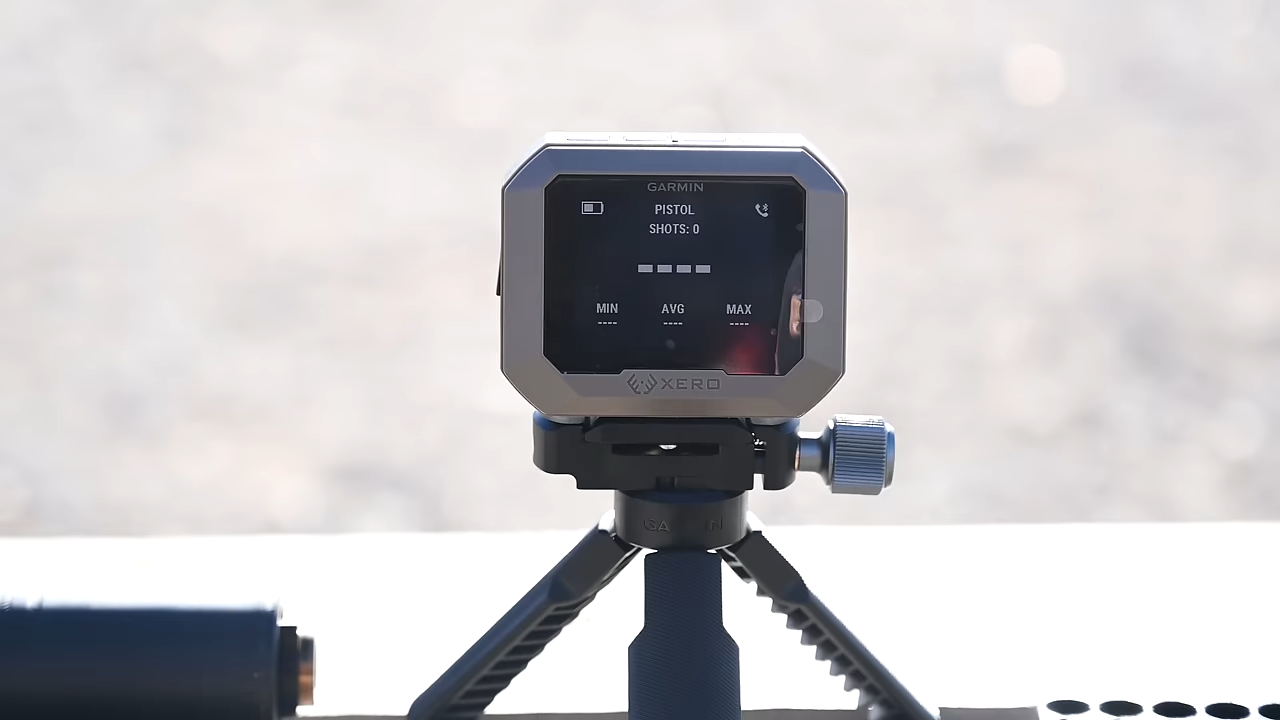 GARMIN
PISTOL
SHOTS: 0
---- 
MIN AVG MAX
---- ---- ----
XERO